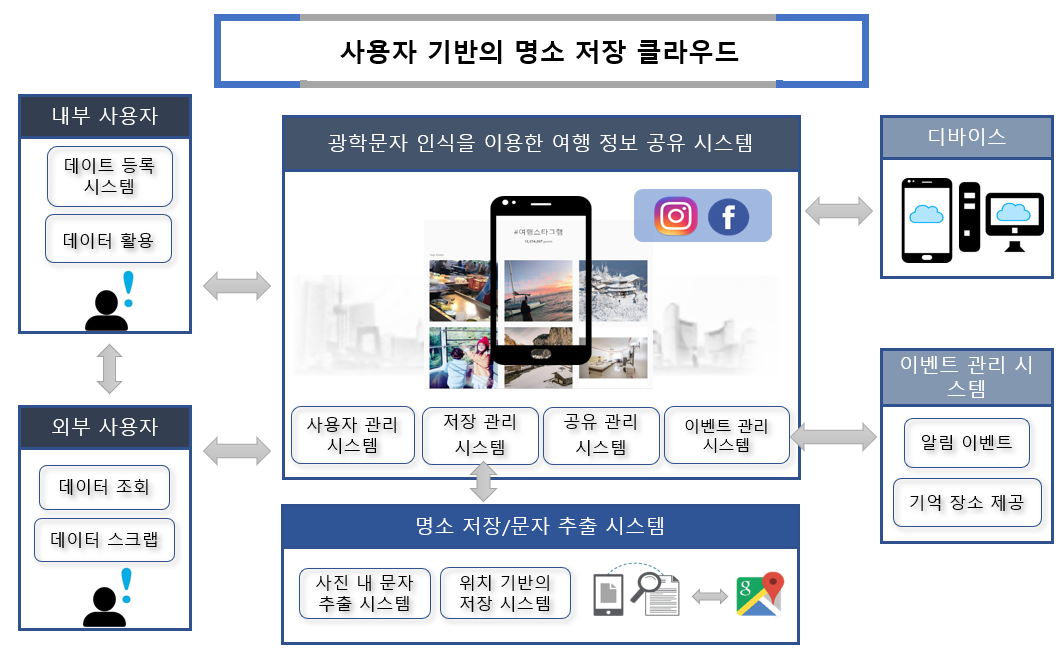 사용자 기반의 명소 저장 클라우드
내부 사용자
데이트 등록
시스템
데이터 활용
외부 사용자
데이터 조회
데이터 스크랩
광학문자 인식을 이용한 여행 정보 공유 시스템
#여행스타그램
사용자 관리
시스템
저장 관리
시스템
공유 관리
시스템
이벤트 관리
시스템
명소 저장/문자 추출 시스템
사진 내 문자
추출 시스템
위치 기반의
저장 시스템
디바이스
이벤트 관리 시
스템
알림 이벤트
기억 장소 제공